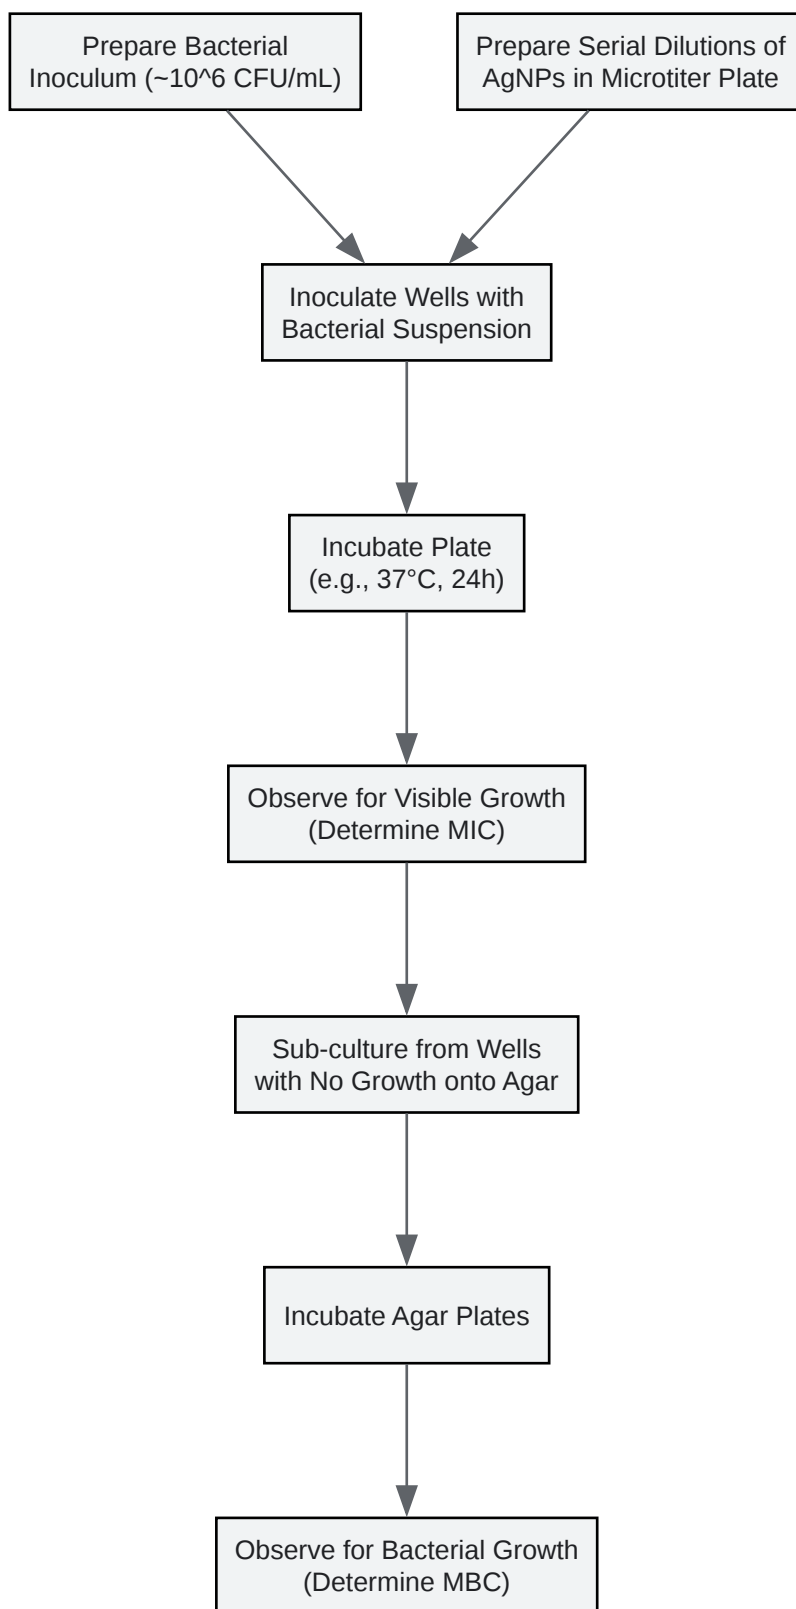 Prepare Bacterial
Inoculum (~10^6 CFU/mL)
Prepare Serial Dilutions of
AgNPs in Microtiter Plate
Inoculate Wells with
Bacterial Suspension
Incubate Plate
(e.g., 37°C, 24h)
Observe for Visible Growth
(Determine MIC)
Sub-culture from Wells
with No Growth onto Agar
Incubate Agar Plates
Observe for Bacterial Growth
(Determine MBC)